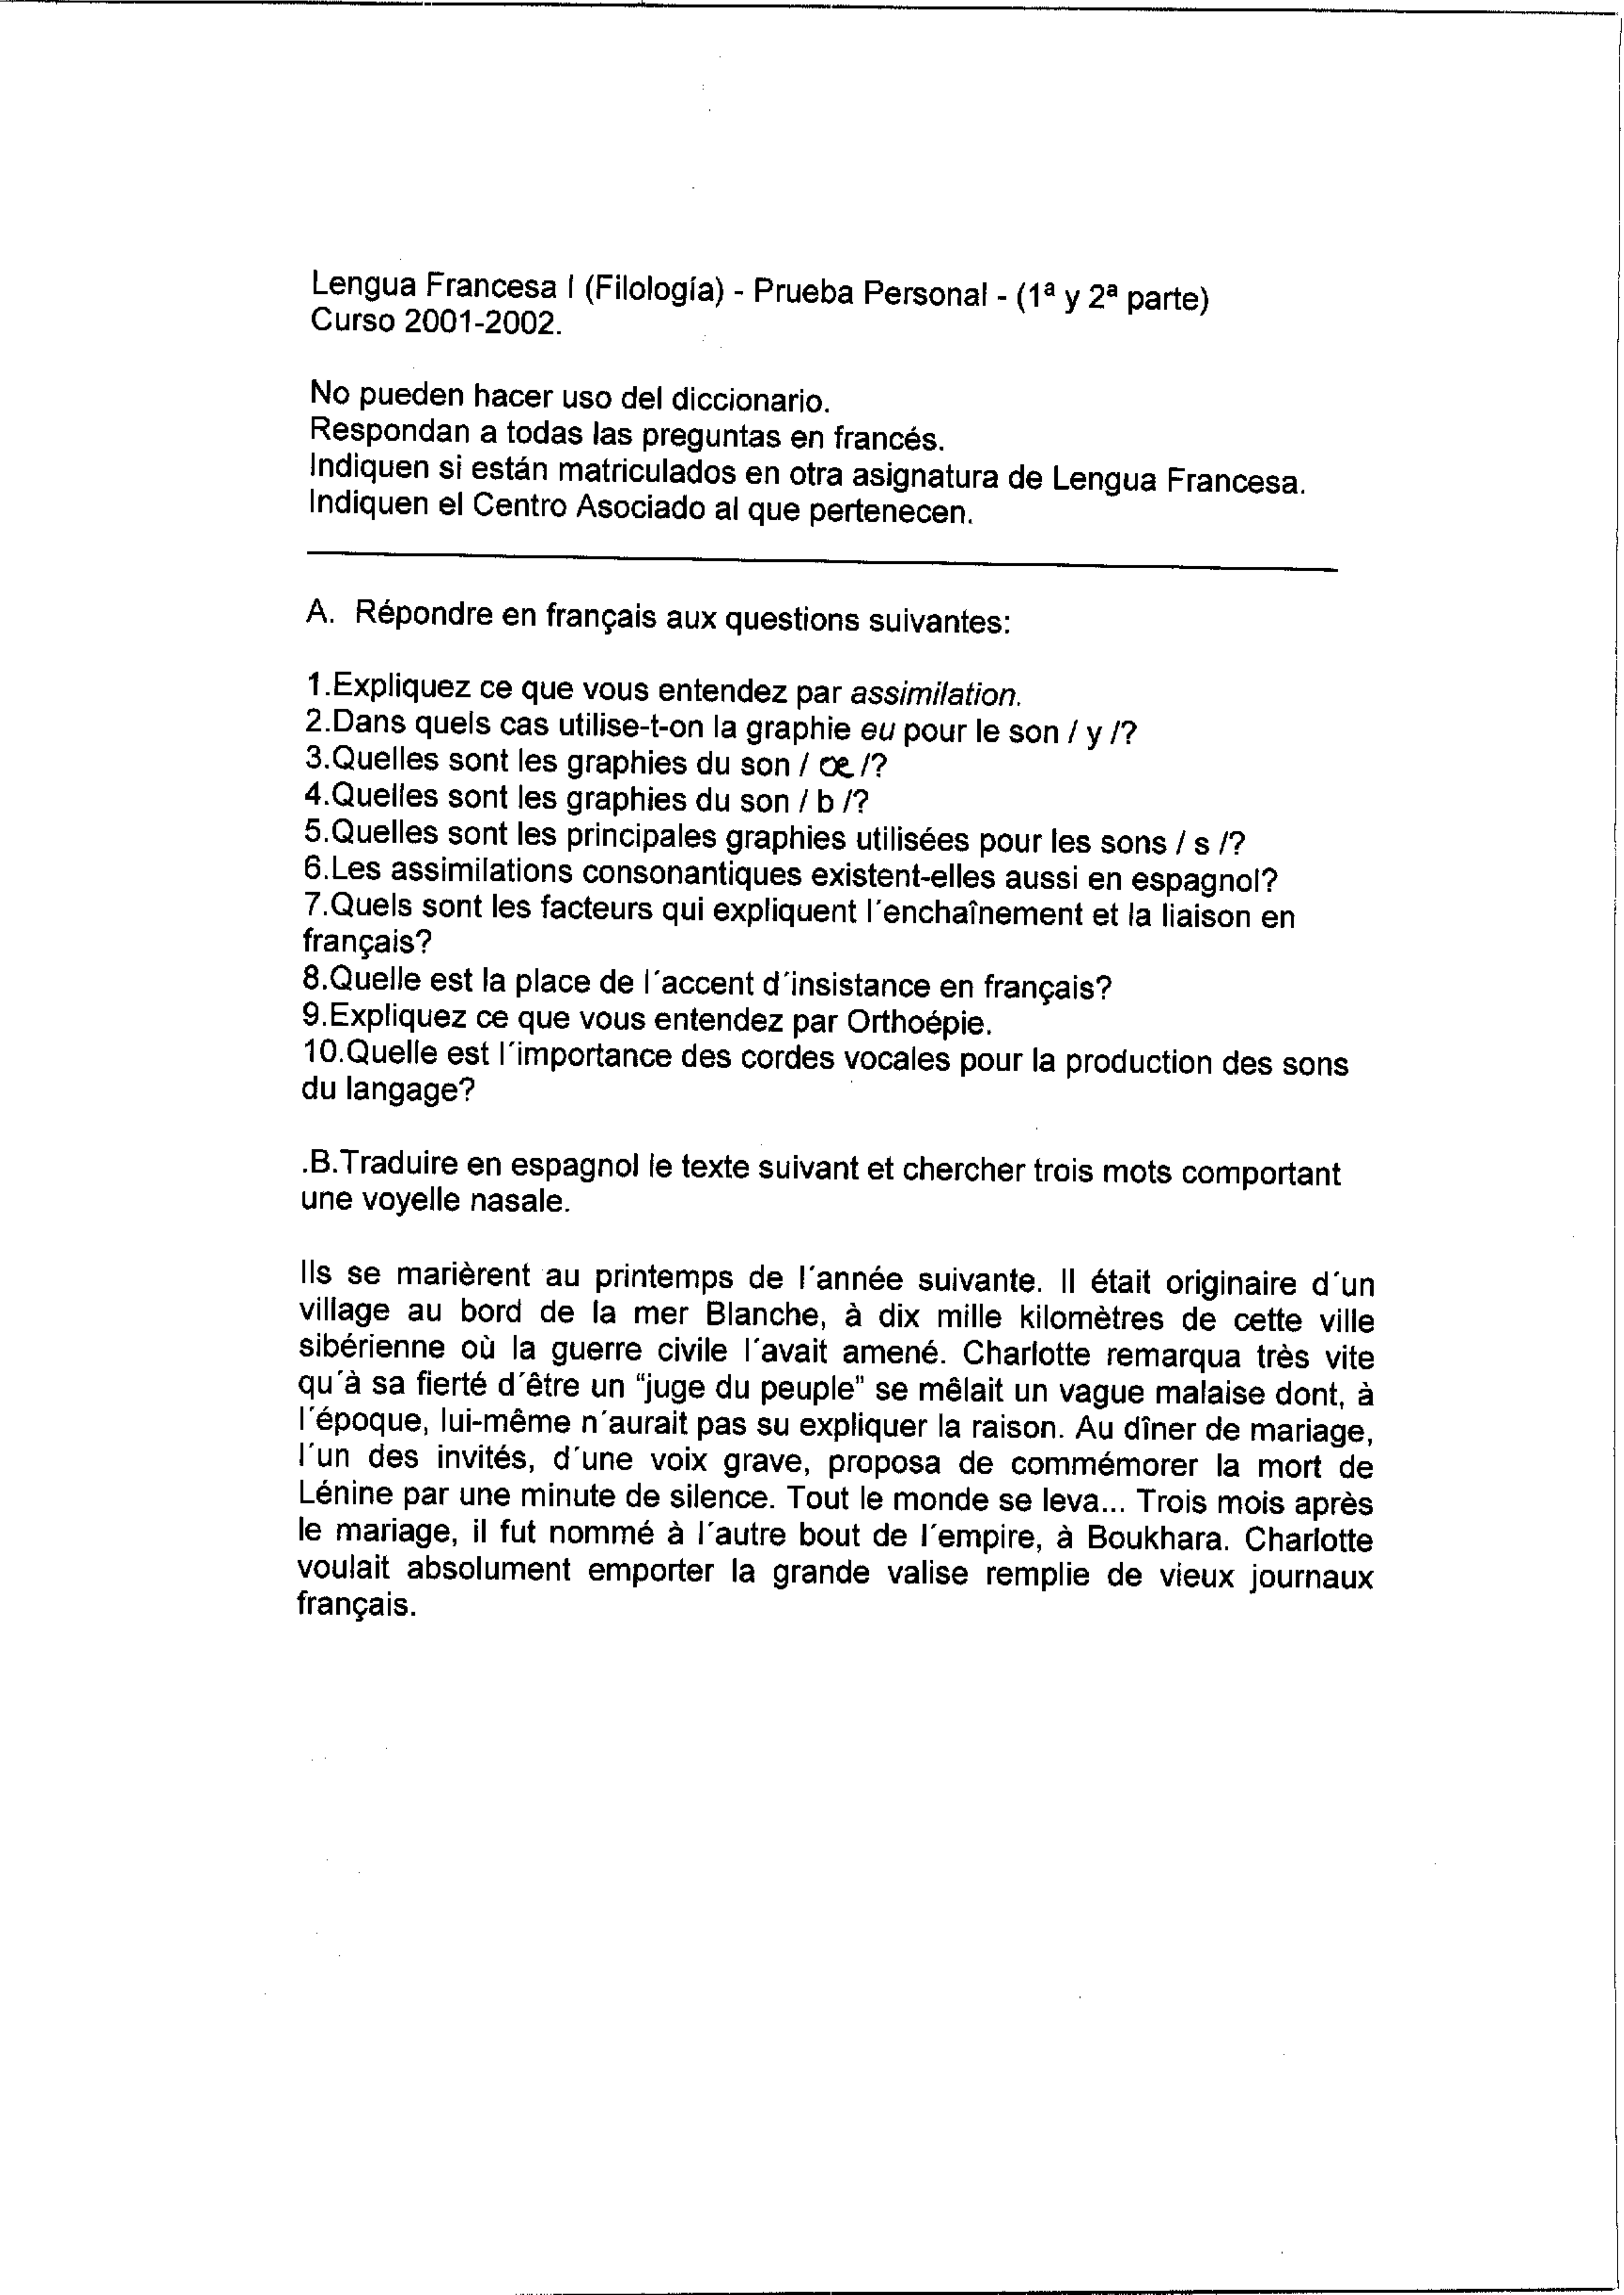 Lengua Francesa I (Filología) - Prueba Personal - (1ª y 2ª parte)
Curso 2001-2002.
No pueden hacer uso del diccionario.
Respondan a todas las preguntas en francés.
Indiquen si están matriculados en otra asignatura de Lengua Francesa.
Indiquen el Centro Asociado al que pertenecen.
A. Répondre en français aux questions suivantes:
1.Expliquez ce que vous entendez par assimilation.
2.Dans quels cas utilise-t-on la graphie eu pour le son / y /?
3.Quelles sont les graphies du son / œ /?
4.Quelles sont les graphies du son / b /?
5.Quelles sont les principales graphies utilisées pour les sons / s /?
6.Les assimilations consonantiques existent-elles aussi en espagnol?
7.Quels sont les facteurs qui expliquent l´enchaînement et la liaison en
français?
8.Quelle est la place de l´accent d´insistance en français?
9.Expliquez ce que vous entendez par Orthoépie.
10.Quelle est l´importance des cordes vocales pour la production des sons
du langage?
.B.Traduire en espagnol le texte suivant et chercher trois mots comportant
une voyelle nasale.
Ils se marièrent au printemps de l´année suivante. Il était originaire d´un
village au bord de la mer Blanche, à dix mille kilomètres de cette ville
sibérienne où la guerre civile l´avait amené. Charlotte remarqua très vite
qu´à sa fierté d´être un "juge du peuple" se mêlait un vague malaise dont, à
l´époque, lui-même n´aurait pas su expliquer la raison. Au dîner de mariage,
l´un des invités, d´une voix grave, proposa de commémorer la mort de
Lénine par une minute de silence. Tout le monde se leva... Trois mois après
le mariage, il fut nommé à l´autre bout de l´empire, à Boukhara. Charlotte
voulait absolument emporter la grande valise remplie de vieux journaux
français.